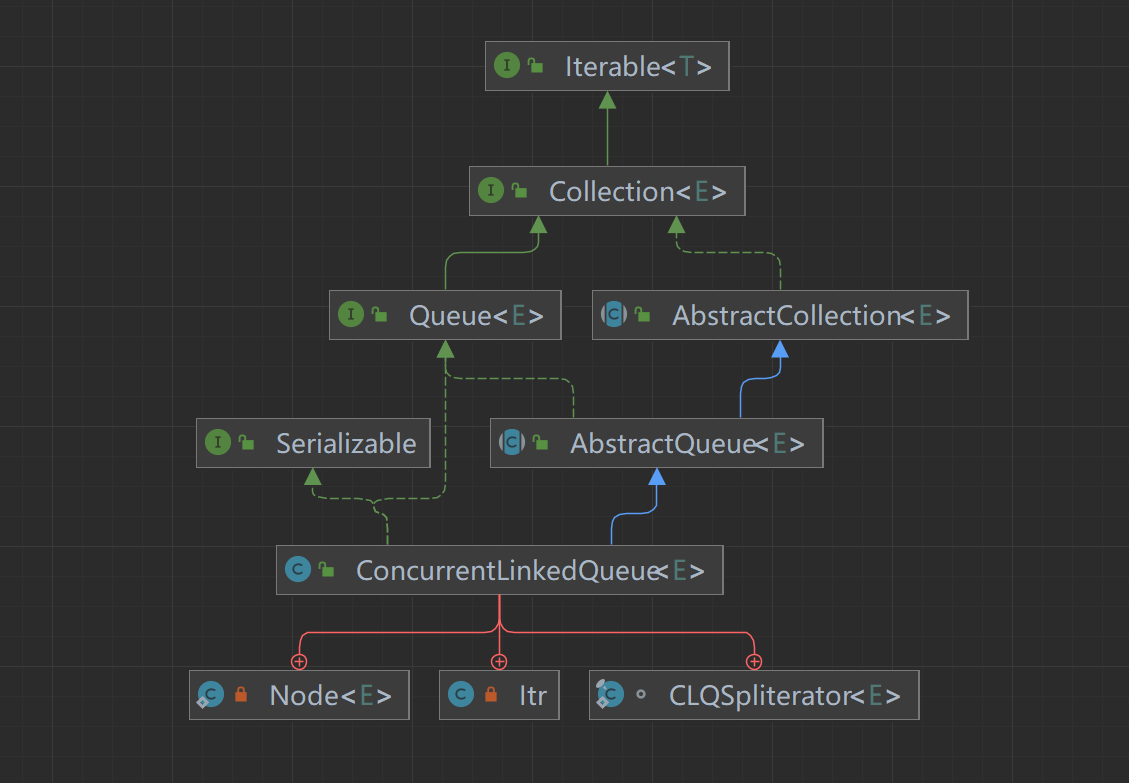 Iterable<T>
Collection<E>
Queue<E>
AbstractCollection<E>
Serializable
AbstractQueue<E>
ConcurrentLinkedQueue<E>
Node<E>
Itr
CLQSpliterator<E>